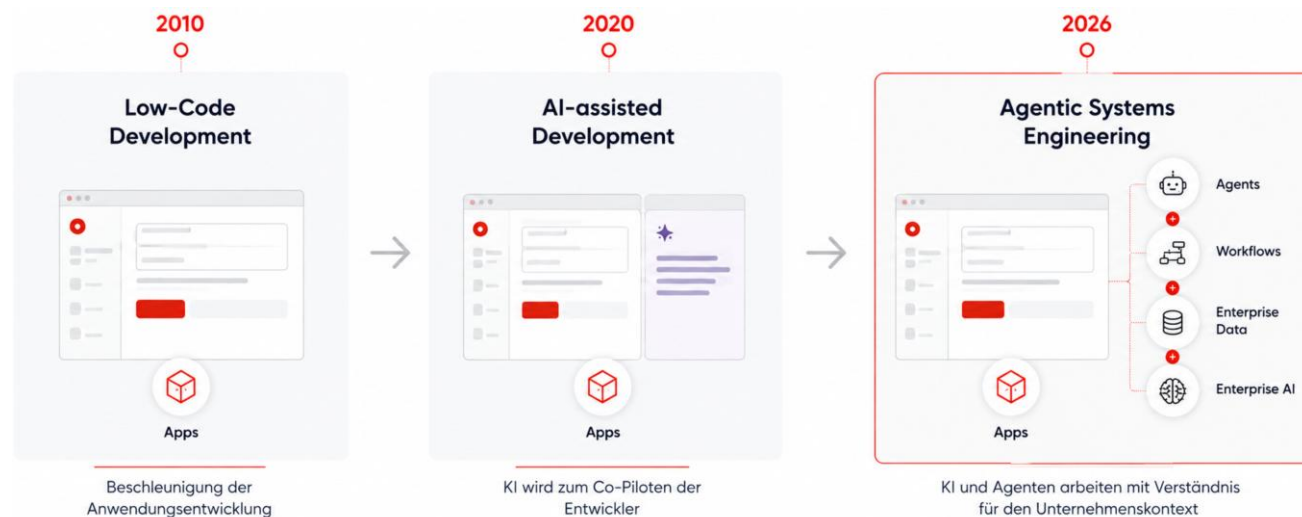 2010
Low-Code
Development
Apps
Beschleunigung der
Anwendungsentwicklung
2020
AI-assisted
Development
Apps
KI wird zum Co-Piloten der
Entwickler
2026
Agentic Systems
Engineering
Agents
Workflows
Enterprise
Data
Enterprise AI
Apps
KI und Agenten arbeiten mit Verständnis
für den Unternehmenskontext